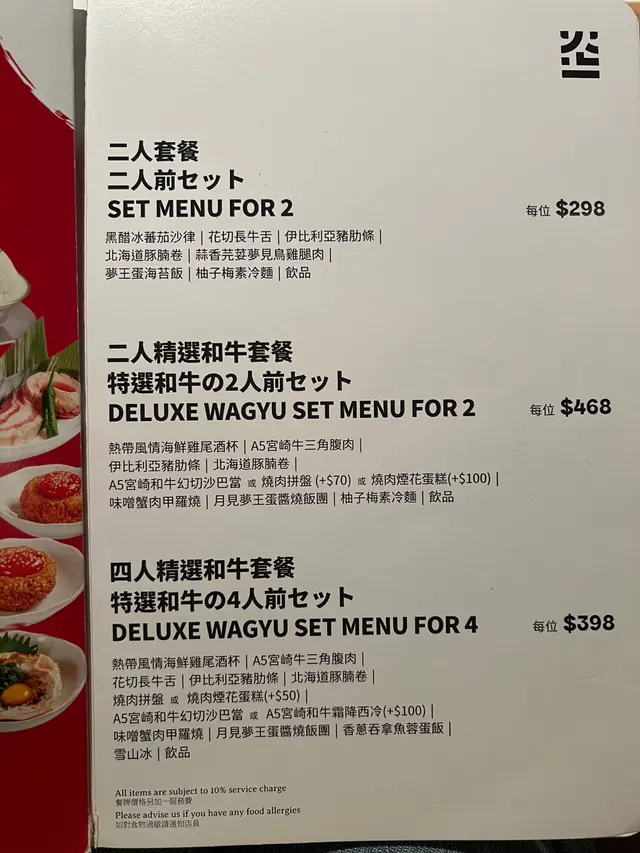 二人套餐
二人前セット
SET MENU FOR 2
每位 $298
黑醋冰蕃茄沙律 | 花切長牛舌 | 伊比利亞豬肋條 |
北海道豚腩卷 | 蒜香芫荽夢見鳥雞腿肉 |
夢王蛋海苔飯 | 柚子梅素冷麵 | 飲品
二人精選和牛套餐
特選和牛の2人前セット
DELUXE WAGYU SET MENU FOR 2
每位 $468
熱帶風情海鮮雞尾酒杯 | A5宮崎牛三角腹肉 |
伊比利亞豬肋條 | 北海道豚腩卷 |
A5宮崎和牛幻切沙巴當 或 燒肉拼盤 (+$70) 或 燒肉煙花蛋糕(+$100) |
味噌蟹肉甲羅燒 | 月見夢王蛋醬燒飯團 | 柚子梅素冷麵 | 飲品
四人精選和牛套餐
特選和牛の4人前セット
DELUXE WAGYU SET MENU FOR 4
每位 $398
熱帶風情海鮮雞尾酒杯 | A5宮崎牛三角腹肉 |
花切長牛舌 | 伊比利亞豬肋條 | 北海道豚腩卷 |
燒肉拼盤 或 燒肉煙花蛋糕(+$50) |
A5宮崎和牛幻切沙巴當 或 A5宮崎和牛霜降西冷(+$100) |
味噌蟹肉甲羅燒 | 月見夢王蛋醬燒飯團 | 香蔥吞拿魚蓉蛋飯 |
雪山冰 | 飲品
All items are subject to 10% service charge
餐牌價格另加一服務費
Please advise us if you have any food allergies
如對食物過敏請通知店員